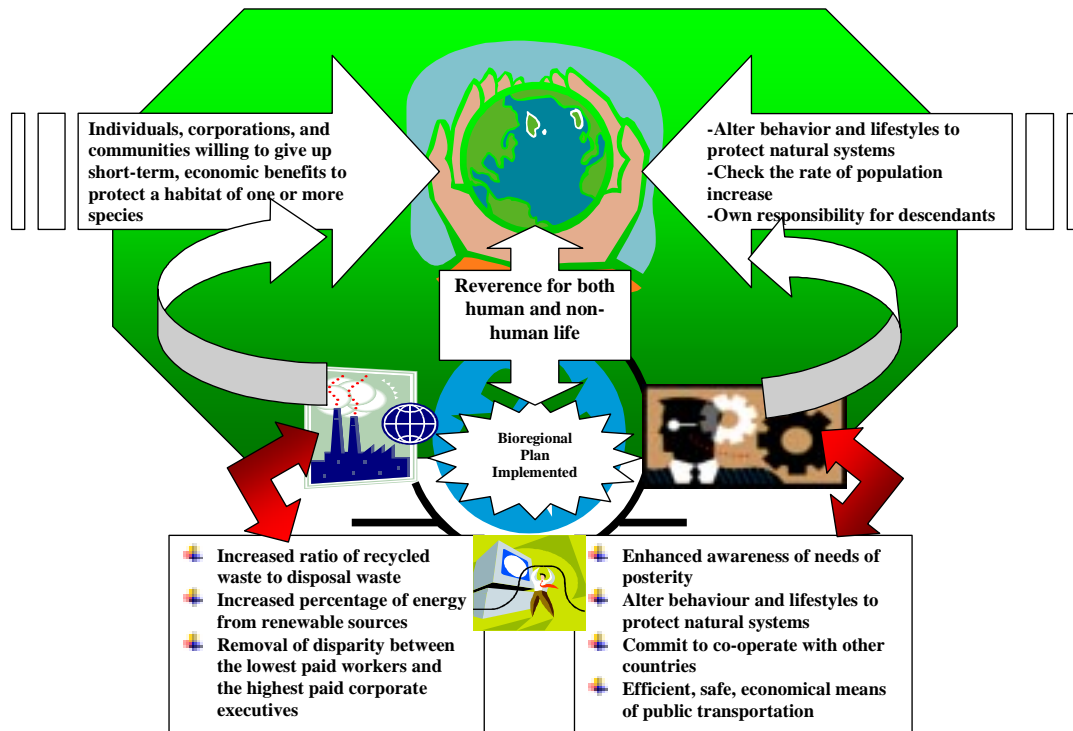 Individuals, corporations, and
communities willing to give up
short-term, economic benefits to
protect a habitat of one or more
species
-Alter behavior and lifestyles to
protect natural systems
-Check the rate of population
increase
-Own responsibility for descendants
Reverence for both
human and non-
human life
Bioregional
Plan
Implemented
Increased ratio of recycled
waste to disposal waste
Increased percentage of energy
from renewable sources
Removal of disparity between
the lowest paid workers and
the highest paid corporate
executives
Enhanced awareness of needs of
posterity
Alter behaviour and lifestyles to
protect natural systems
Commit to co-operate with other
countries
Efficient, safe, economical means
of public transportation